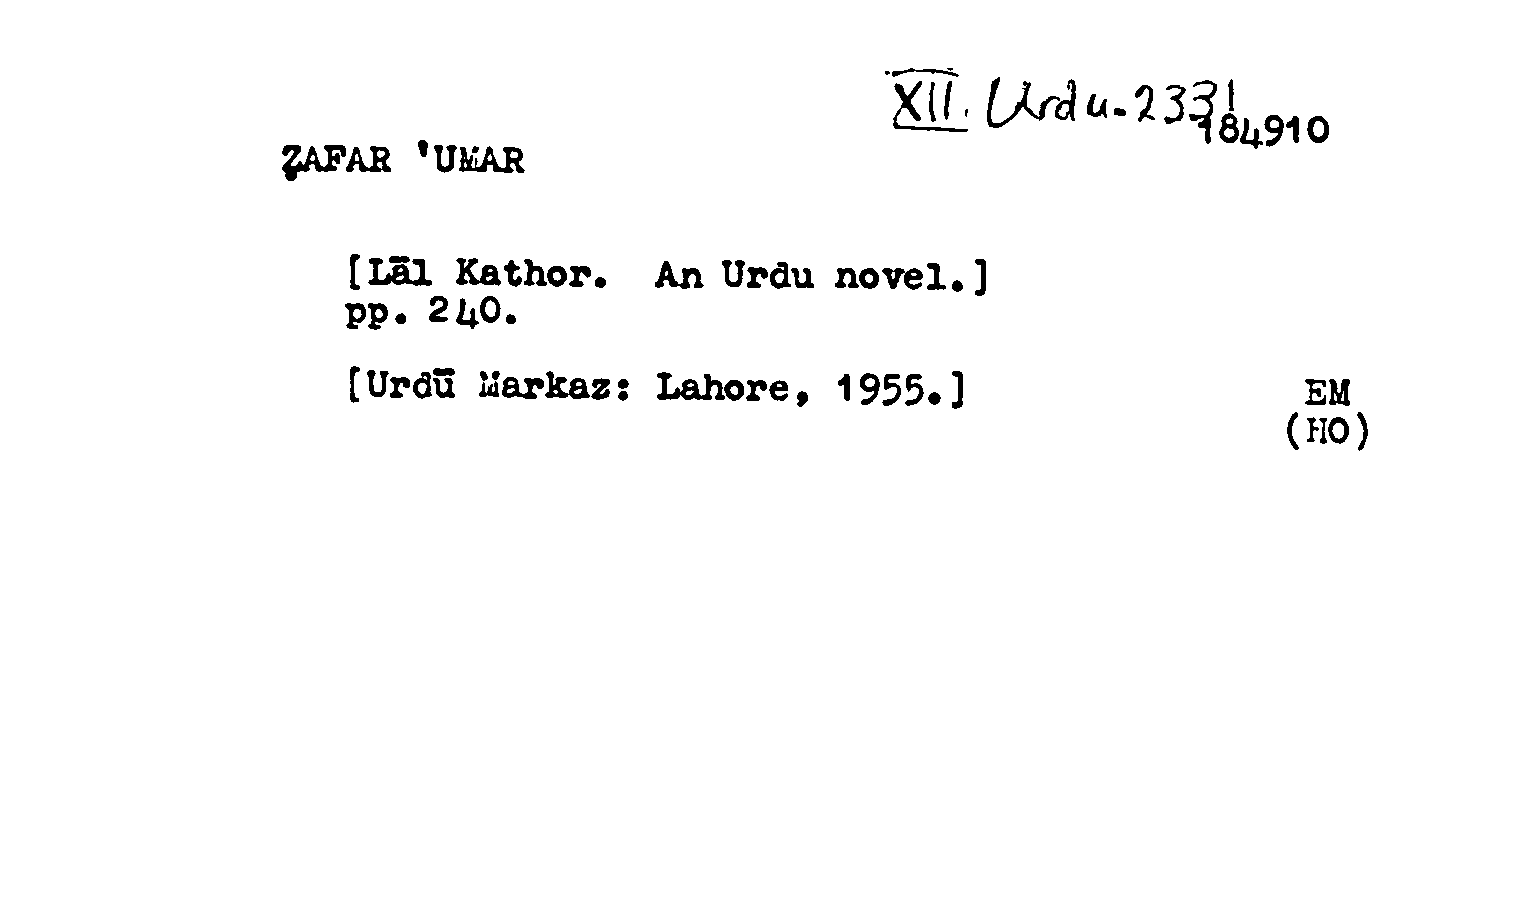 XII. Urdu. 2331
184910
ẒAFAR 'UMAR
[Lāl Kathor. An Urdu novel.]
pp. 240.
[Urdū Markaz: Lahore, 1955.]
EM
(HO)